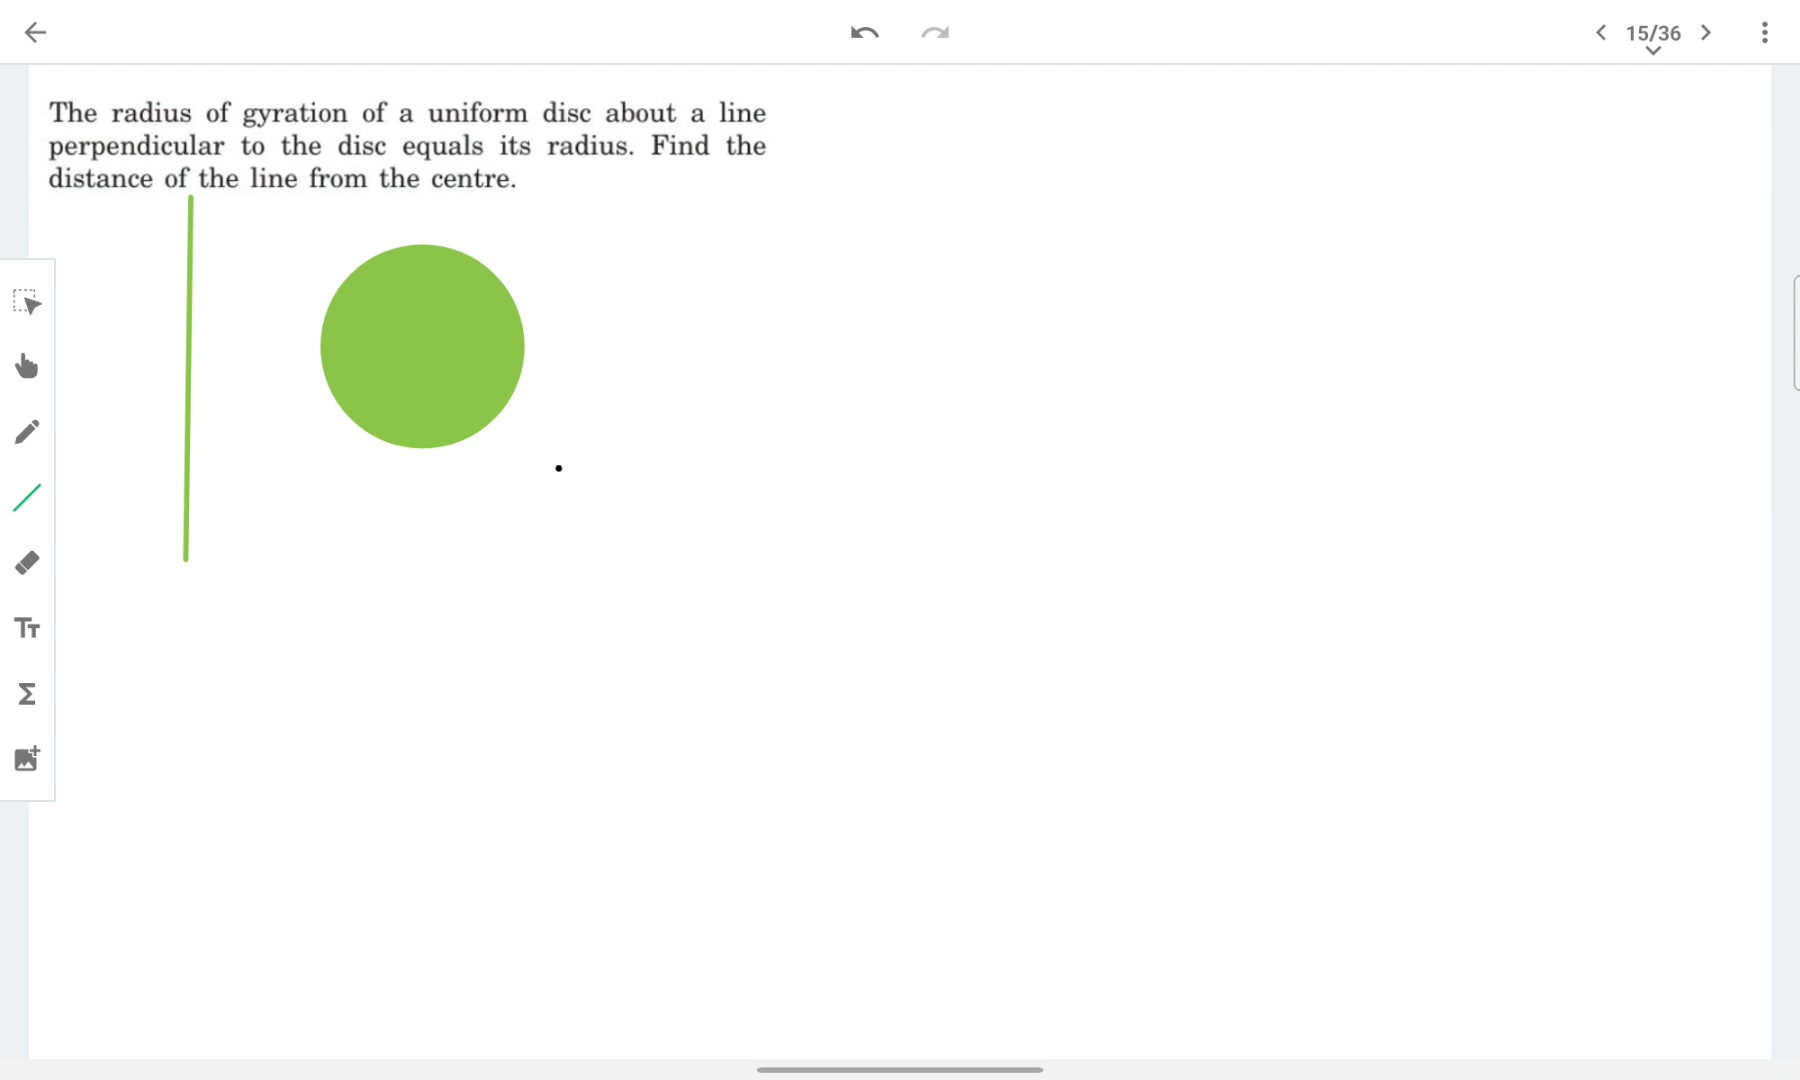 15/36
The radius of gyration of a uniform disc about a line
perpendicular to the disc equals its radius. Find the
distance of the line from the centre.
TT
Σ